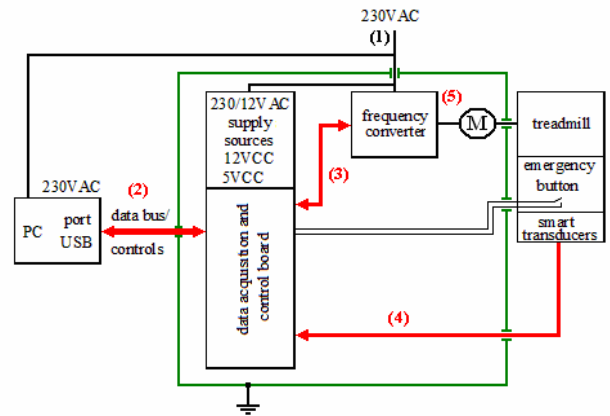 230VAC
(1)
230/12VAC
supply
sources
12VCC
5VCC
frequency
converter
(5)
M
treadmill
emergency
button
smart
transducers
(3)
230VAC
(2)
PC
port
USB
data bus/
controls
data acquisition and
control board
(4)